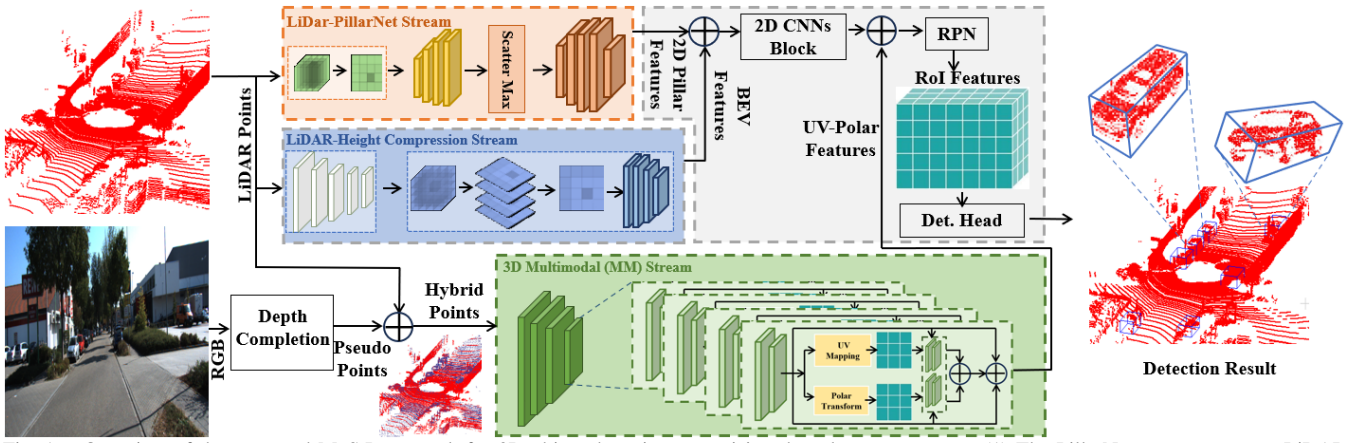 LiDar-PillarNet Stream
Scatter Max
2D Pillar
Features
BEV
Features
2D CNNs
Block
RPN
RoI Features
UV-Polar
Features
Det. Head
LiDAR Points
LiDAR-Height Compression Stream
3D Multimodal (MM) Stream
Hybrid
Points
RGB
Depth
Completion
Pseudo
Points
UV
Mapping
Polar
Transform
Detection Result